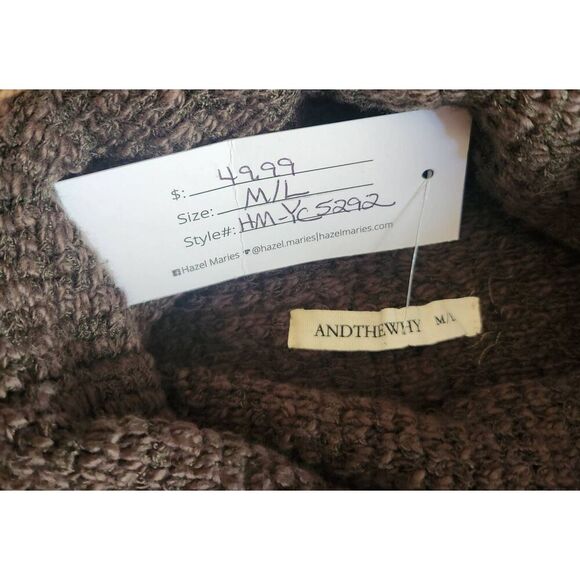 $: 49.99
Size: M/L
Style#: HM-YC5292
Hazel Maries @hazel.maries|hazelmaries.com
ANDTHEWHY M/L